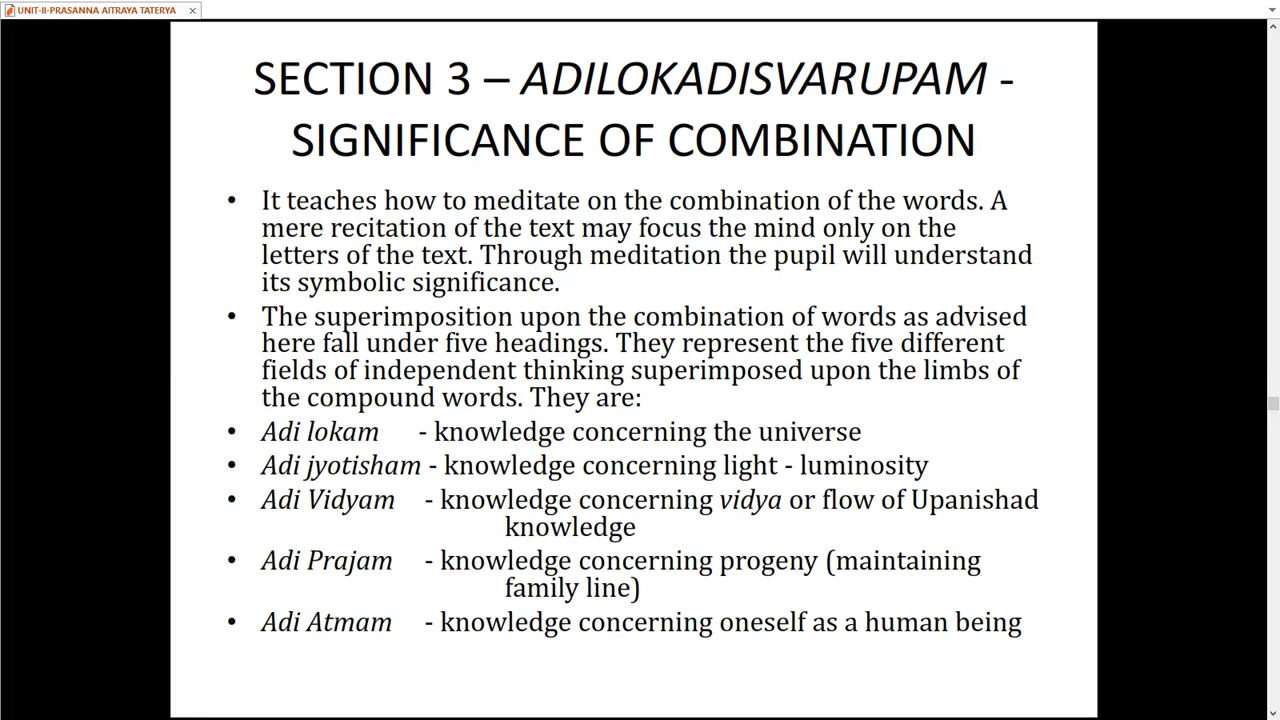 UNIT-II-PRASANNA AITRAYA TATERYA
SECTION 3 – ADILOKADISVARUPAM -
SIGNIFICANCE OF COMBINATION
• It teaches how to meditate on the combination of the words. A
mere recitation of the text may focus the mind only on the
letters of the text. Through meditation the pupil will understand
its symbolic significance.
• The superimposition upon the combination of words as advised
here fall under five headings. They represent the five different
fields of independent thinking superimposed upon the limbs of
the compound words. They are:
• Adi lokam - knowledge concerning the universe
• Adi jyotisham - knowledge concerning light - luminosity
• Adi Vidyam - knowledge concerning vidya or flow of Upanishad
knowledge
• Adi Prajam - knowledge concerning progeny (maintaining
family line)
• Adi Atmam - knowledge concerning oneself as a human being